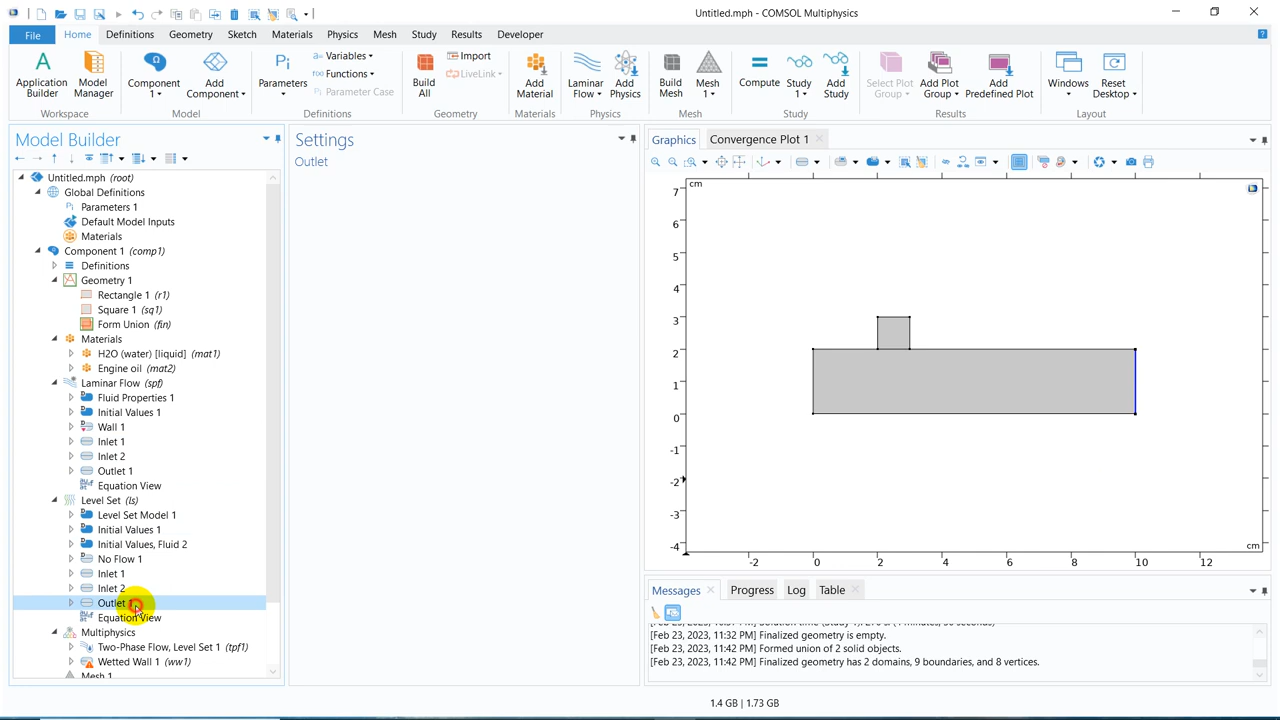 Untitled.mph - COMSOL Multiphysics
File Home Definitions Geometry Sketch Materials Physics Mesh Study Results Developer
Application Builder
Model Manager
Component 1
Add Component
Parameters
a= Variables
f(x) Functions
Pi Parameter Case
Build All
Import
LiveLink
Add Material
Laminar Flow
Add Physics
Build Mesh
Mesh 1
Compute
Study 1
Add Study
Select Plot Group
Add Plot Group
Add Predefined Plot
Windows
Reset Desktop
Workspace Model Definitions Geometry Materials Physics Mesh Study Results Layout
Model Builder
Untitled.mph (root)
Global Definitions
Pi Parameters 1
Default Model Inputs
Materials
Component 1 (comp1)
Definitions
Geometry 1
Rectangle 1 (r1)
Square 1 (sq1)
Form Union (fin)
Materials
H2O (water) [liquid] (mat1)
Engine oil (mat2)
Laminar Flow (spf)
Fluid Properties 1
Initial Values 1
Wall 1
Inlet 1
Inlet 2
Outlet 1
Equation View
Level Set (ls)
Level Set Model 1
Initial Values 1
Initial Values, Fluid 2
No Flow 1
Inlet 1
Inlet 2
Outlet
Equation View
Multiphysics
Two-Phase Flow, Level Set 1 (tpf1)
Wetted Wall 1 (ww1)
Mesh 1
Settings
Outlet
Graphics Convergence Plot 1
cm
7
6
5
4
3
2
1
0
-1
-2
-3
-4
-2 0 2 4 6 8 10 12
cm
Messages Progress Log Table
[Feb 23, 2023, 11:32 PM] Finalized geometry is empty.
[Feb 23, 2023, 11:42 PM] Formed union of 2 solid objects.
[Feb 23, 2023, 11:42 PM] Finalized geometry has 2 domains, 9 boundaries, and 8 vertices.
1.4 GB | 1.73 GB